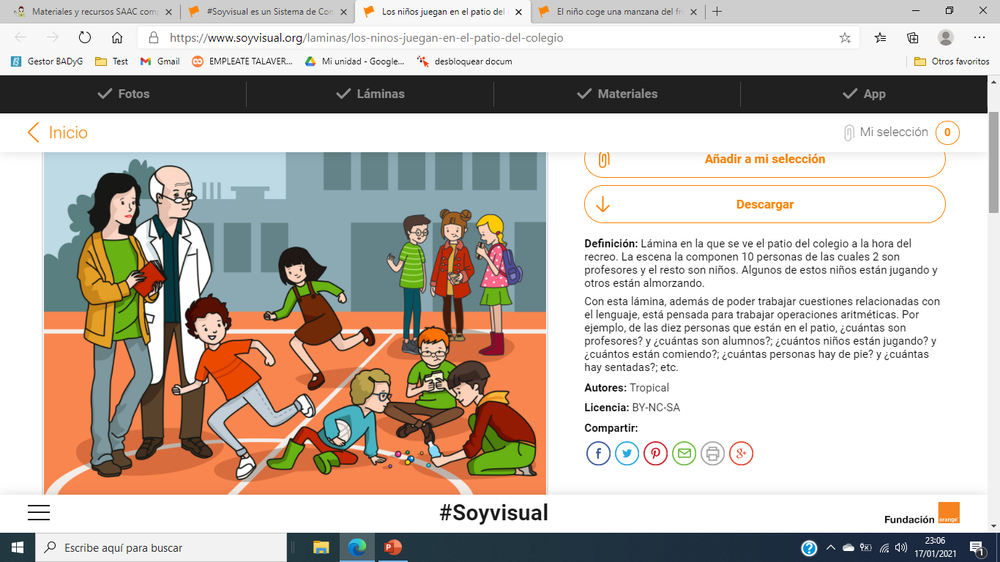 Materiales y recursos SAAC com
#Soyvisual es un Sistema de Con
Los niños juegan en el patio del
El niño coge una manzana del fri
https://www.soyvisual.org/laminas/los-ninos-juegan-en-el-patio-del-colegio
Gestor BADyG
Test
Gmail
EMPLEATE TALAVER...
Mi unidad - Google...
desbloquear docum
Otros favoritos
Fotos
Láminas
Materiales
App
Inicio
Mi selección
0
Añadir a mi selección
Descargar
Definición: Lámina en la que se ve el patio del colegio a la hora del
recreo. La escena la componen 10 personas de las cuales 2 son
profesores y el resto son niños. Algunos de estos niños están jugando y
otros están almorzando.
Con esta lámina, además de poder trabajar cuestiones relacionadas con
el lenguaje, está pensada para trabajar operaciones aritméticas. Por
ejemplo, de las diez personas que están en el patio, ¿cuántas son
profesores? y ¿cuántas son alumnos?; ¿cuántos niños están jugando? y
¿cuántos están comiendo?; ¿cuántas personas hay de pie? y ¿cuántas
hay sentadas?; etc.
Autores: Tropical
Licencia: BY-NC-SA
Compartir:
#Soyvisual
Fundación
orange
Escribe aquí para buscar
23:06
17/01/2021
1